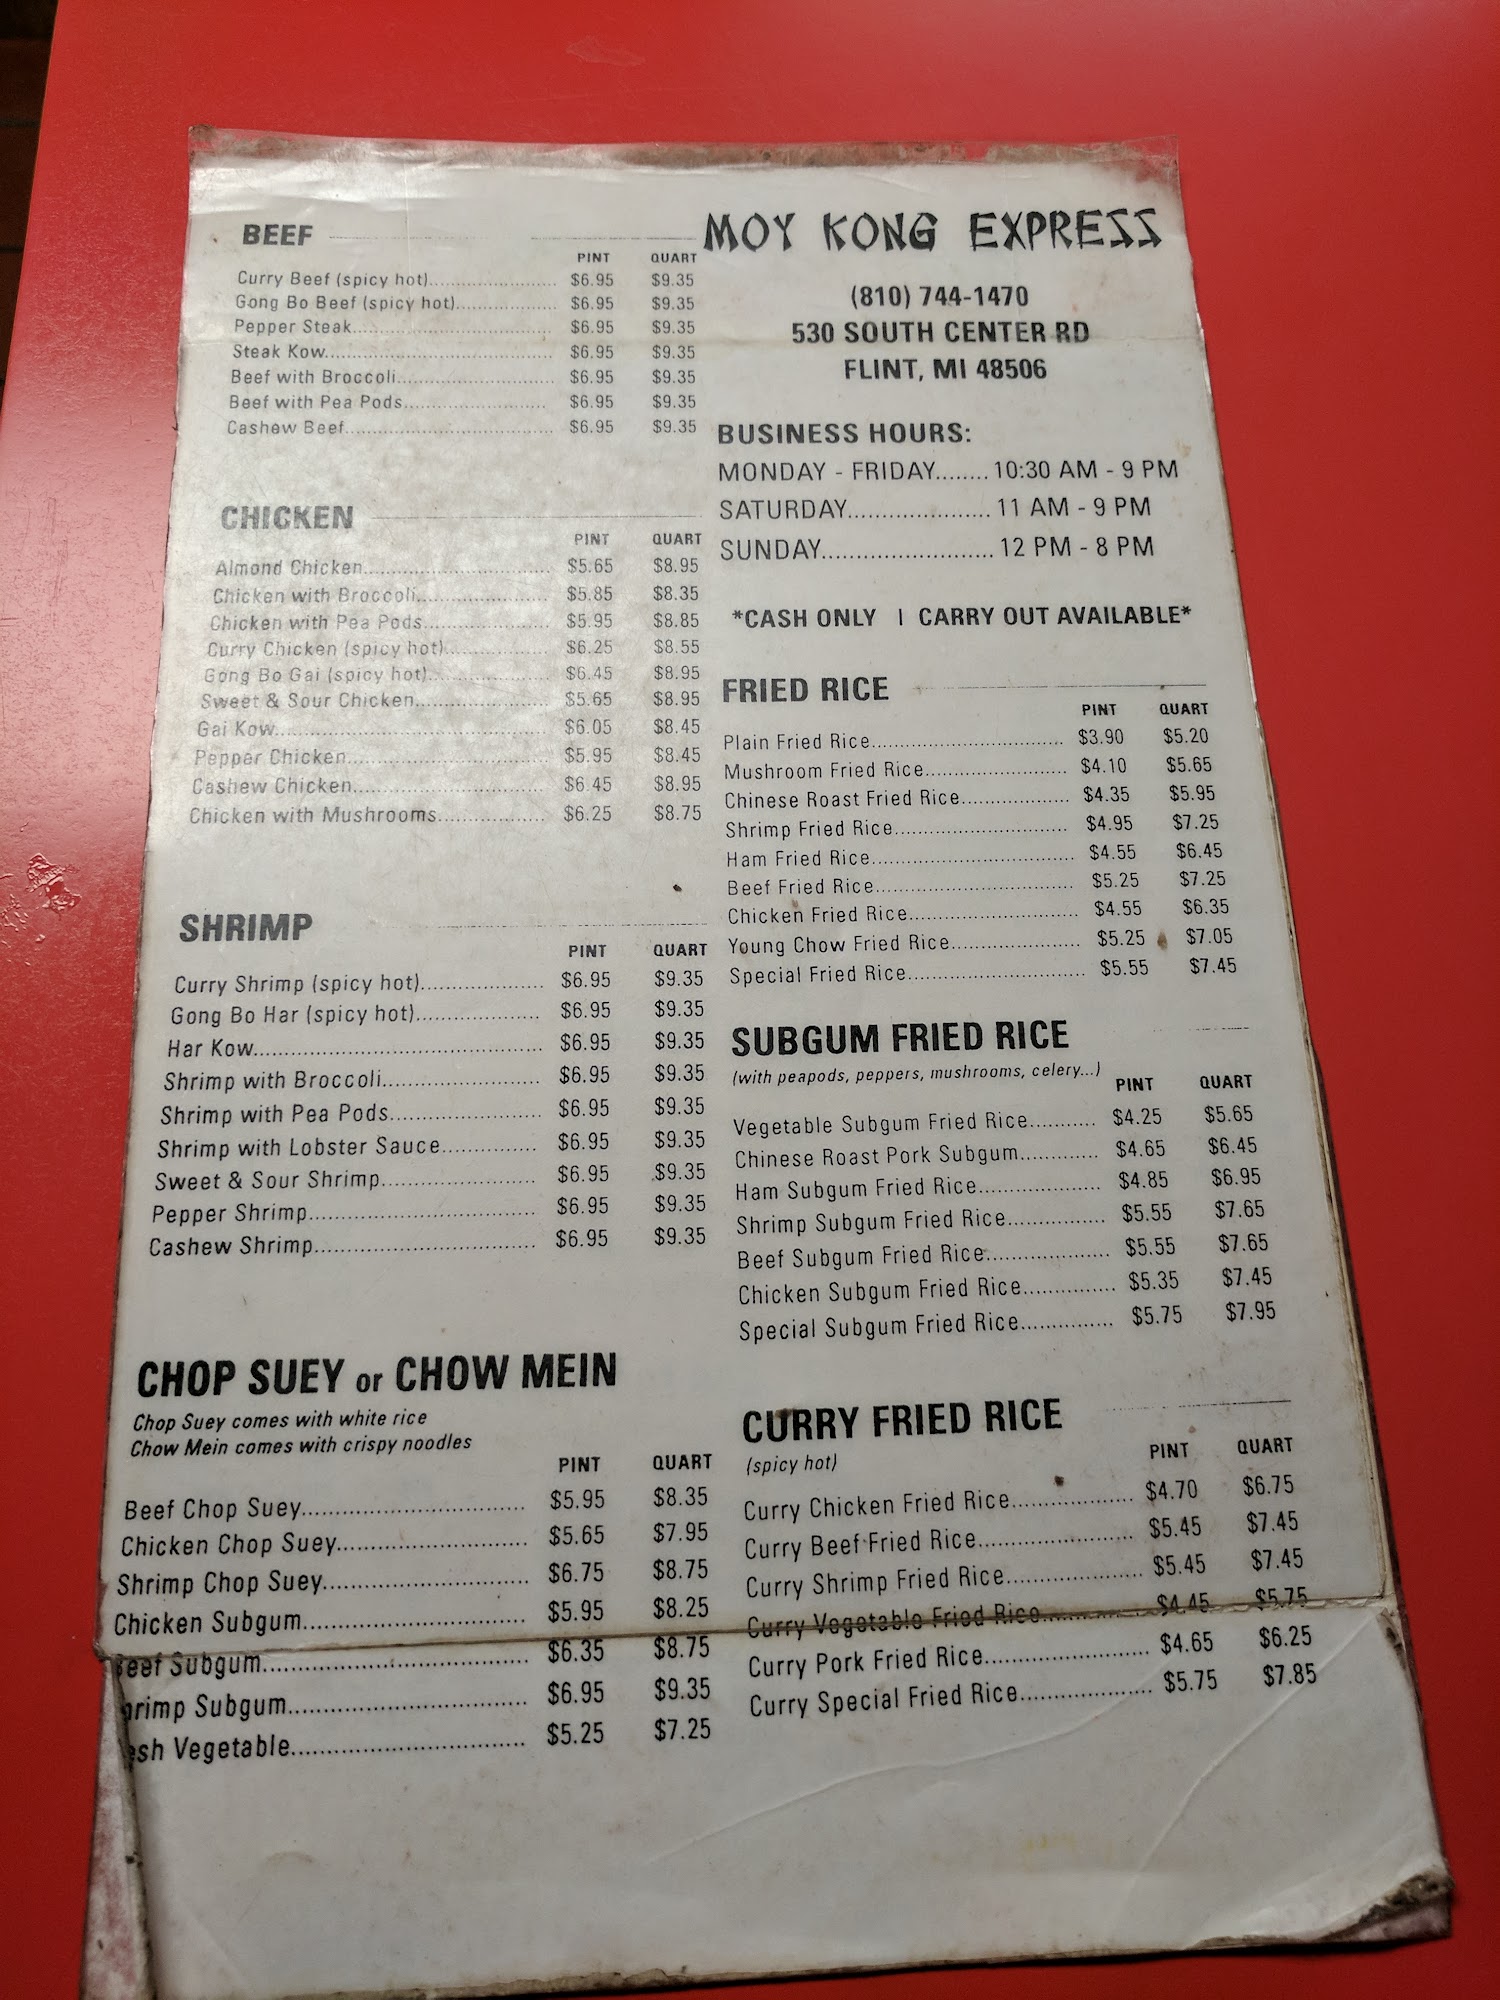 BEEF
PINT QUART
Curry Beef (spicy hot) $6.95 $9.35
Gong Bo Beef (spicy hot) $6.95 $9.35
Pepper Steak $6.95 $9.35
Steak Kow $6.95 $9.35
Beef with Broccoli $6.95 $9.35
Beef with Pea Pods $6.95 $9.35
Cashew Beef $6.95 $9.35
CHICKEN
PINT QUART
Almond Chicken $5.65 $8.95
Chicken with Broccoli $5.85 $8.35
Chicken with Pea Pods $5.95 $8.85
Curry Chicken (spicy hot) $6.25 $8.55
Gong Bo Gai (spicy hot) $6.45 $8.95
Sweet & Sour Chicken $5.65 $8.95
Gai Kow $6.05 $8.45
Pepper Chicken $5.95 $8.45
Cashew Chicken $6.45 $8.95
Chicken with Mushrooms $6.25 $8.75
SHRIMP
PINT QUART
Curry Shrimp (spicy hot) $6.95 $9.35
Gong Bo Har (spicy hot) $6.95 $9.35
Har Kow $6.95 $9.35
Shrimp with Broccoli $6.95 $9.35
Shrimp with Pea Pods $6.95 $9.35
Shrimp with Lobster Sauce $6.95 $9.35
Sweet & Sour Shrimp $6.95 $9.35
Pepper Shrimp $6.95 $9.35
Cashew Shrimp $6.95 $9.35
CHOP SUEY or CHOW MEIN
Chop Suey comes with white rice
Chow Mein comes with crispy noodles
PINT QUART
Beef Chop Suey $5.95 $8.35
Chicken Chop Suey $5.65 $7.95
Shrimp Chop Suey $6.75 $8.75
Chicken Subgum $5.95 $8.25
Beef Subgum $6.35 $8.75
rimp Subgum $6.95 $9.35
esh Vegetable $5.25 $7.25
MOY KONG EXPRESS
(810) 744-1470
530 SOUTH CENTER RD
FLINT, MI 48506
BUSINESS HOURS:
MONDAY - FRIDAY........ 10:30 AM - 9 PM
SATURDAY..................... 11 AM - 9 PM
SUNDAY......................... 12 PM - 8 PM
*CASH ONLY | CARRY OUT AVAILABLE*
FRIED RICE
PINT QUART
Plain Fried Rice $3.90 $5.20
Mushroom Fried Rice $4.10 $5.65
Chinese Roast Fried Rice $4.35 $5.95
Shrimp Fried Rice $4.95 $7.25
Ham Fried Rice $4.55 $6.45
Beef Fried Rice $5.25 $7.25
Chicken Fried Rice $4.55 $6.35
Young Chow Fried Rice $5.25 $7.05
Special Fried Rice $5.55 $7.45
SUBGUM FRIED RICE
(with peapods, peppers, mushrooms, celery...)
PINT QUART
Vegetable Subgum Fried Rice $4.25 $5.65
Chinese Roast Pork Subgum $4.65 $6.45
Ham Subgum Fried Rice $4.85 $6.95
Shrimp Subgum Fried Rice $5.55 $7.65
Beef Subgum Fried Rice $5.55 $7.65
Chicken Subgum Fried Rice $5.35 $7.45
Special Subgum Fried Rice $5.75 $7.95
CURRY FRIED RICE
(spicy hot)
PINT QUART
Curry Chicken Fried Rice $4.70 $6.75
Curry Beef Fried Rice $5.45 $7.45
Curry Shrimp Fried Rice $5.45 $7.45
Curry Vegetable Fried Rice $4.45 $5.75
Curry Pork Fried Rice $4.65 $6.25
Curry Special Fried Rice $5.75 $7.85